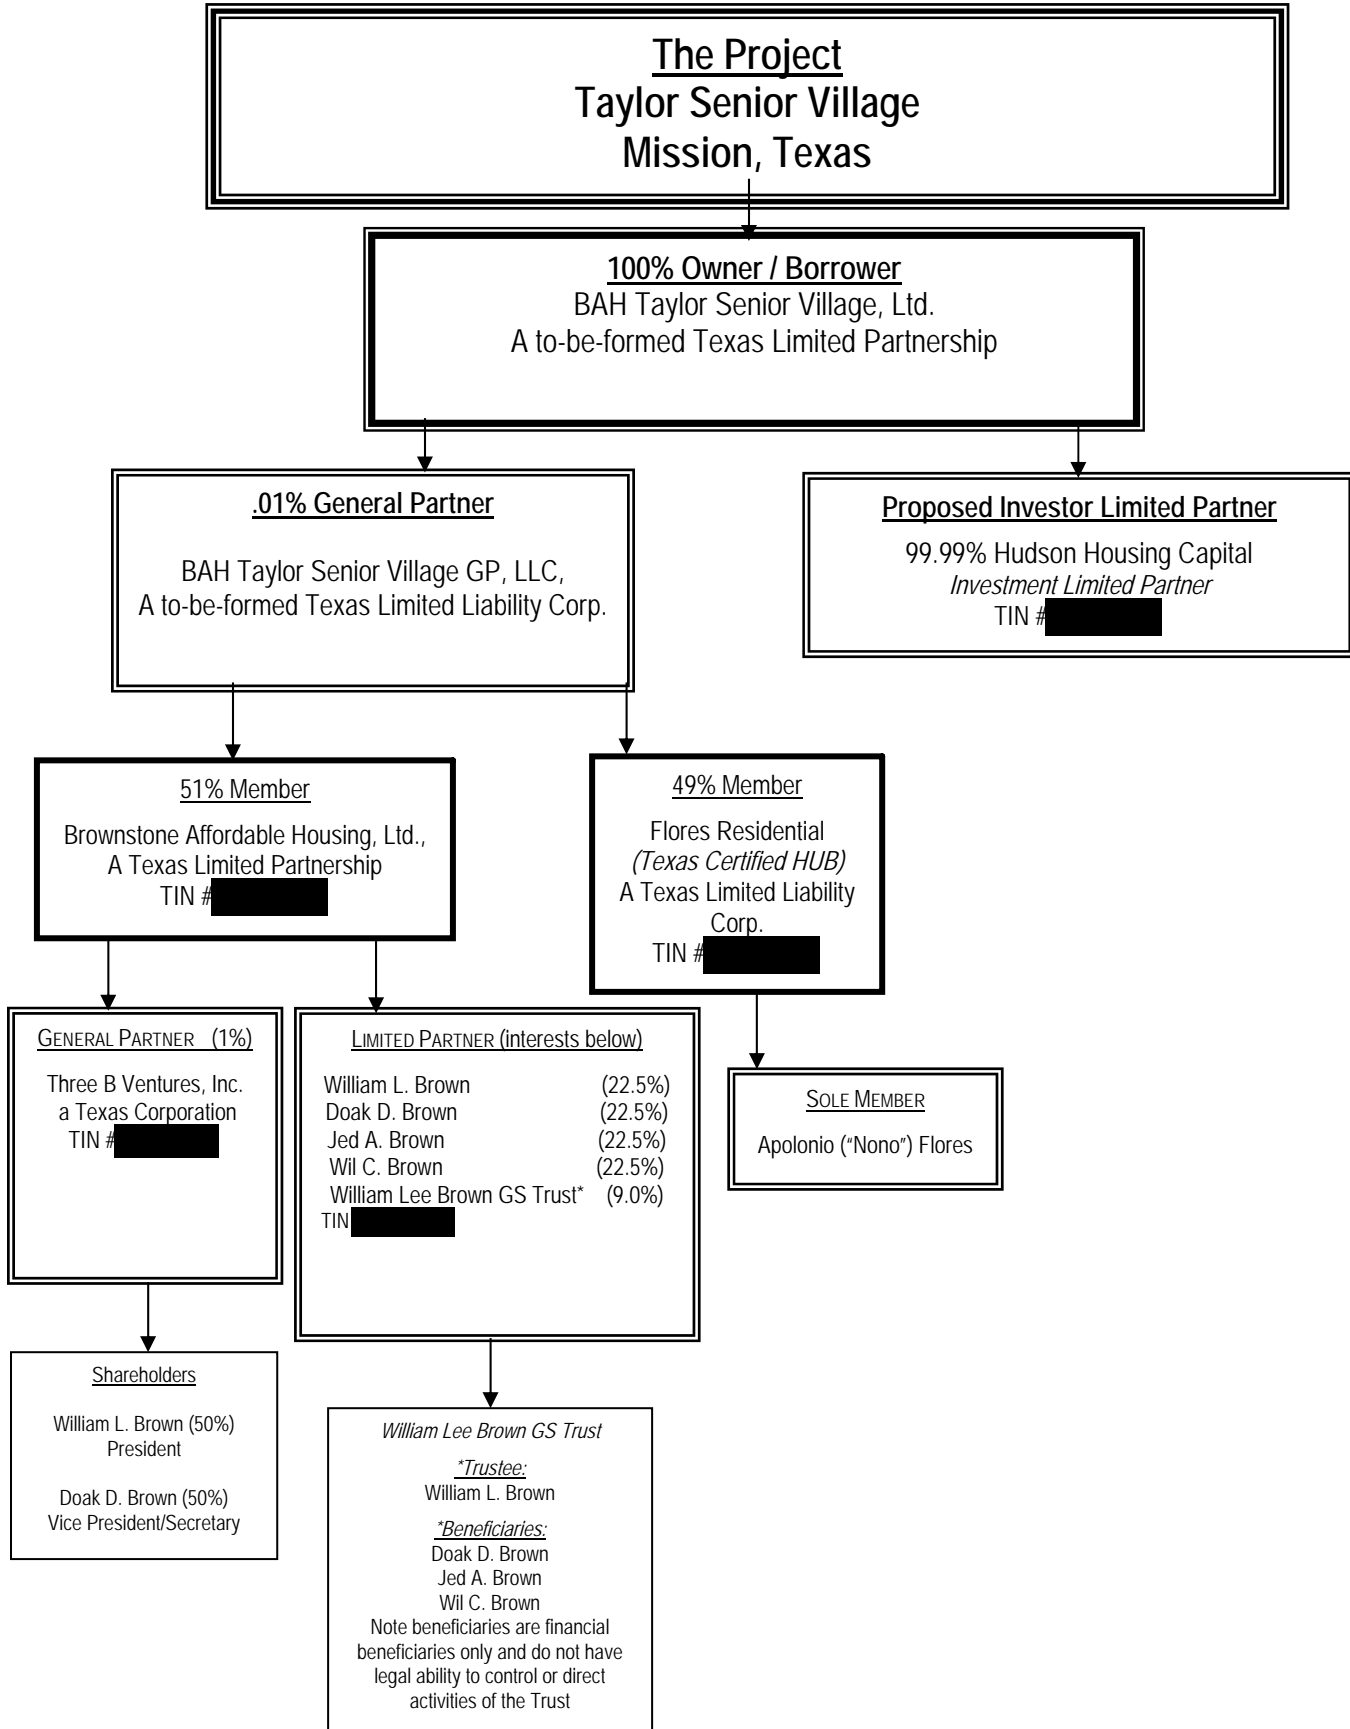 The Project
Taylor Senior Village
Mission, Texas
100% Owner / Borrower
BAH Taylor Senior Village, Ltd.
A to-be-formed Texas Limited Partnership
.01% General Partner
BAH Taylor Senior Village GP, LLC,
A to-be-formed Texas Limited Liability Corp.
Proposed Investor Limited Partner
99.99% Hudson Housing Capital
Investment Limited Partner
TIN #
51% Member
Brownstone Affordable Housing, Ltd.,
A Texas Limited Partnership
TIN #
49% Member
Flores Residential
(Texas Certified HUB)
A Texas Limited Liability
Corp.
TIN #
GENERAL PARTNER (1%)
Three B Ventures, Inc.
a Texas Corporation
TIN #
LIMITED PARTNER (interests below)
William L. Brown (22.5%)
Doak D. Brown (22.5%)
Jed A. Brown (22.5%)
Wil C. Brown (22.5%)
William Lee Brown GS Trust* (9.0%)
TIN
SOLE MEMBER
Apolonio ("Nono") Flores
Shareholders
William L. Brown (50%)
President
Doak D. Brown (50%)
Vice President/Secretary
William Lee Brown GS Trust
*Trustee:
William L. Brown
*Beneficiaries:
Doak D. Brown
Jed A. Brown
Wil C. Brown
Note beneficiaries are financial
beneficiaries only and do not have
legal ability to control or direct
activities of the Trust